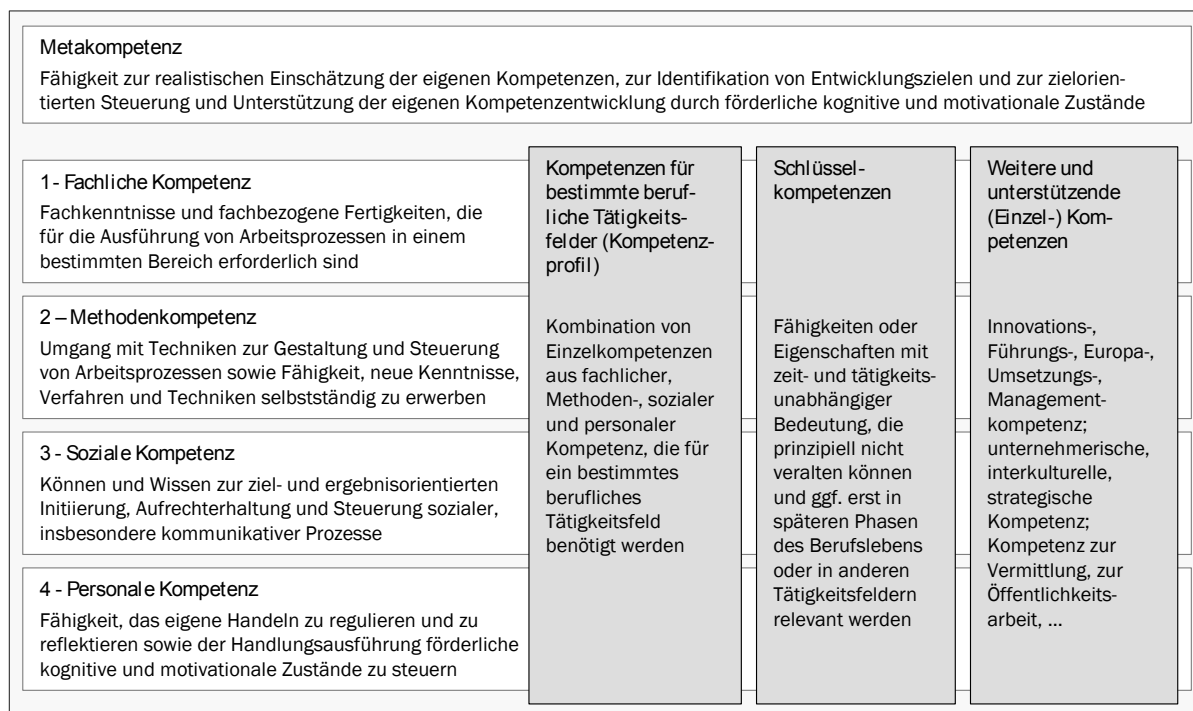 Metakompetenz
Fähigkeit zur realistischen Einschätzung der eigenen Kompetenzen, zur Identifikation von Entwicklungszielen und zur zielorien-
tierten Steuerung und Unterstützung der eigenen Kompetenzentwicklung durch förderliche kognitive und motivationale Zustände
1 - Fachliche Kompetenz
Fachkenntnisse und fachbezogene Fertigkeiten, die
für die Ausführung von Arbeitsprozessen in einem
bestimmten Bereich erforderlich sind
2 – Methodenkompetenz
Umgang mit Techniken zur Gestaltung und Steuerung
von Arbeitsprozessen sowie Fähigkeit, neue Kenntnisse,
Verfahren und Techniken selbstständig zu erwerben
3 - Soziale Kompetenz
Können und Wissen zur ziel- und ergebnisorientierten
Initiierung, Aufrechterhaltung und Steuerung sozialer,
insbesondere kommunikativer Prozesse
4 - Personale Kompetenz
Fähigkeit, das eigene Handeln zu regulieren und zu
reflektieren sowie der Handlungsausführung förderliche
kognitive und motivationale Zustände zu steuern
Kompetenzen für
bestimmte beruf-
liche Tätigkeits-
felder (Kompetenz-
profil)
Kombination von
Einzelkompetenzen
aus fachlicher,
Methoden-, sozialer
und personaler
Kompetenz, die für
ein bestimmtes
berufliches
Tätigkeitsfeld
benötigt werden
Schlüssel-
kompetenzen
Fähigkeiten oder
Eigenschaften mit
zeit- und tätigkeits-
unabhängiger
Bedeutung, die
prinzipiell nicht
veralten können
und ggf. erst in
späteren Phasen
des Berufslebens
oder in anderen
Tätigkeitsfeldern
relevant werden
Weitere und
unterstützende
(Einzel-) Kom-
petenzen
Innovations-,
Führungs-, Europa-,
Umsetzungs-,
Management-
kompetenz;
unternehmerische,
interkulturelle,
strategische
Kompetenz;
Kompetenz zur
Vermittlung, zur
Öffentlichkeits-
arbeit, ...